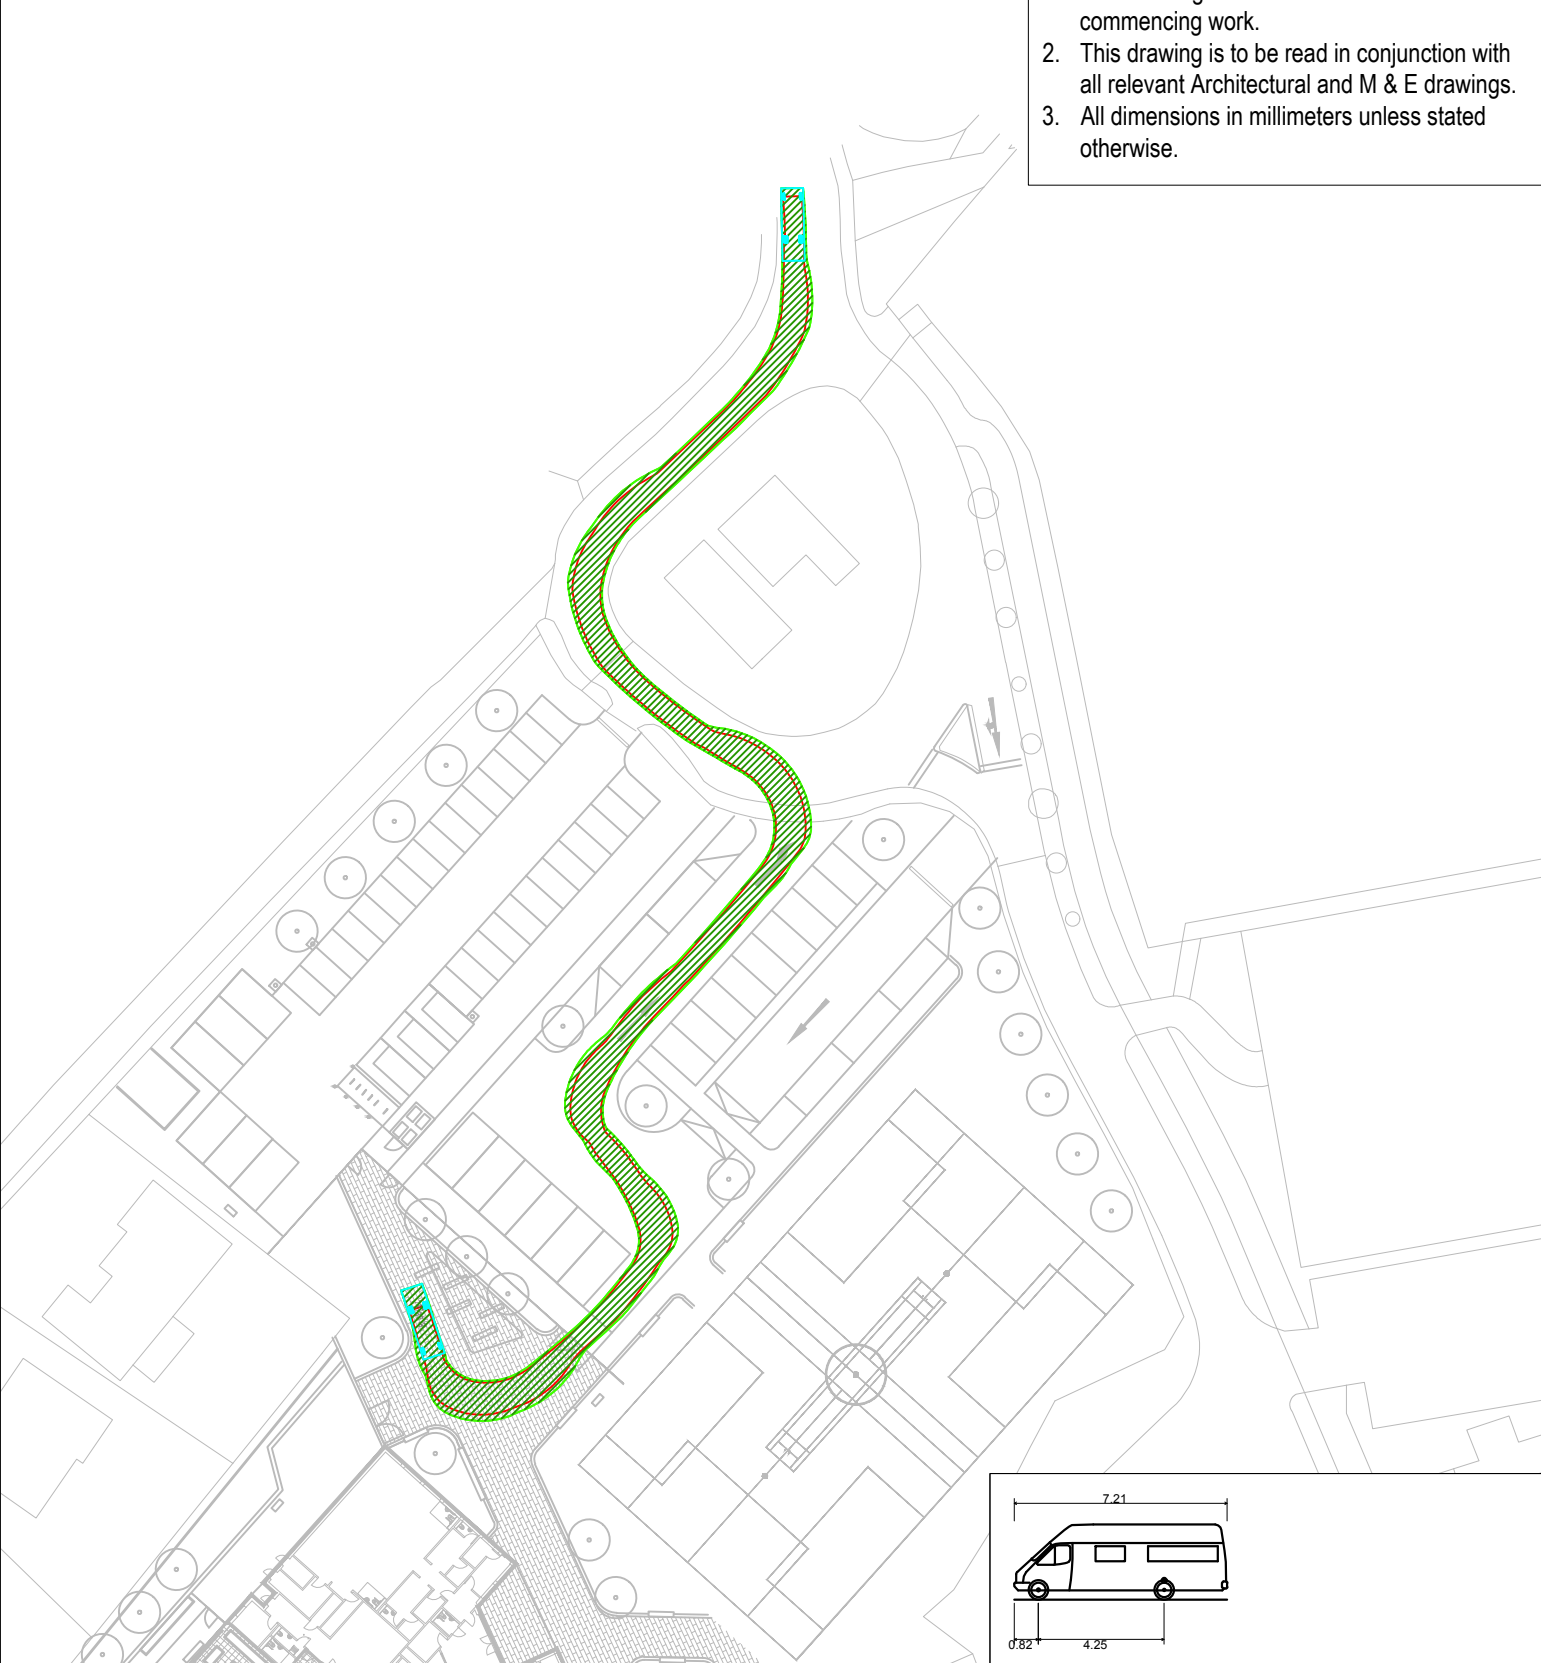 commencing work.
2. This drawing is to be read in conjunction with
all relevant Architectural and M & E drawings.
3. All dimensions in millimeters unless stated
otherwise.
7.21
0.82
4.25